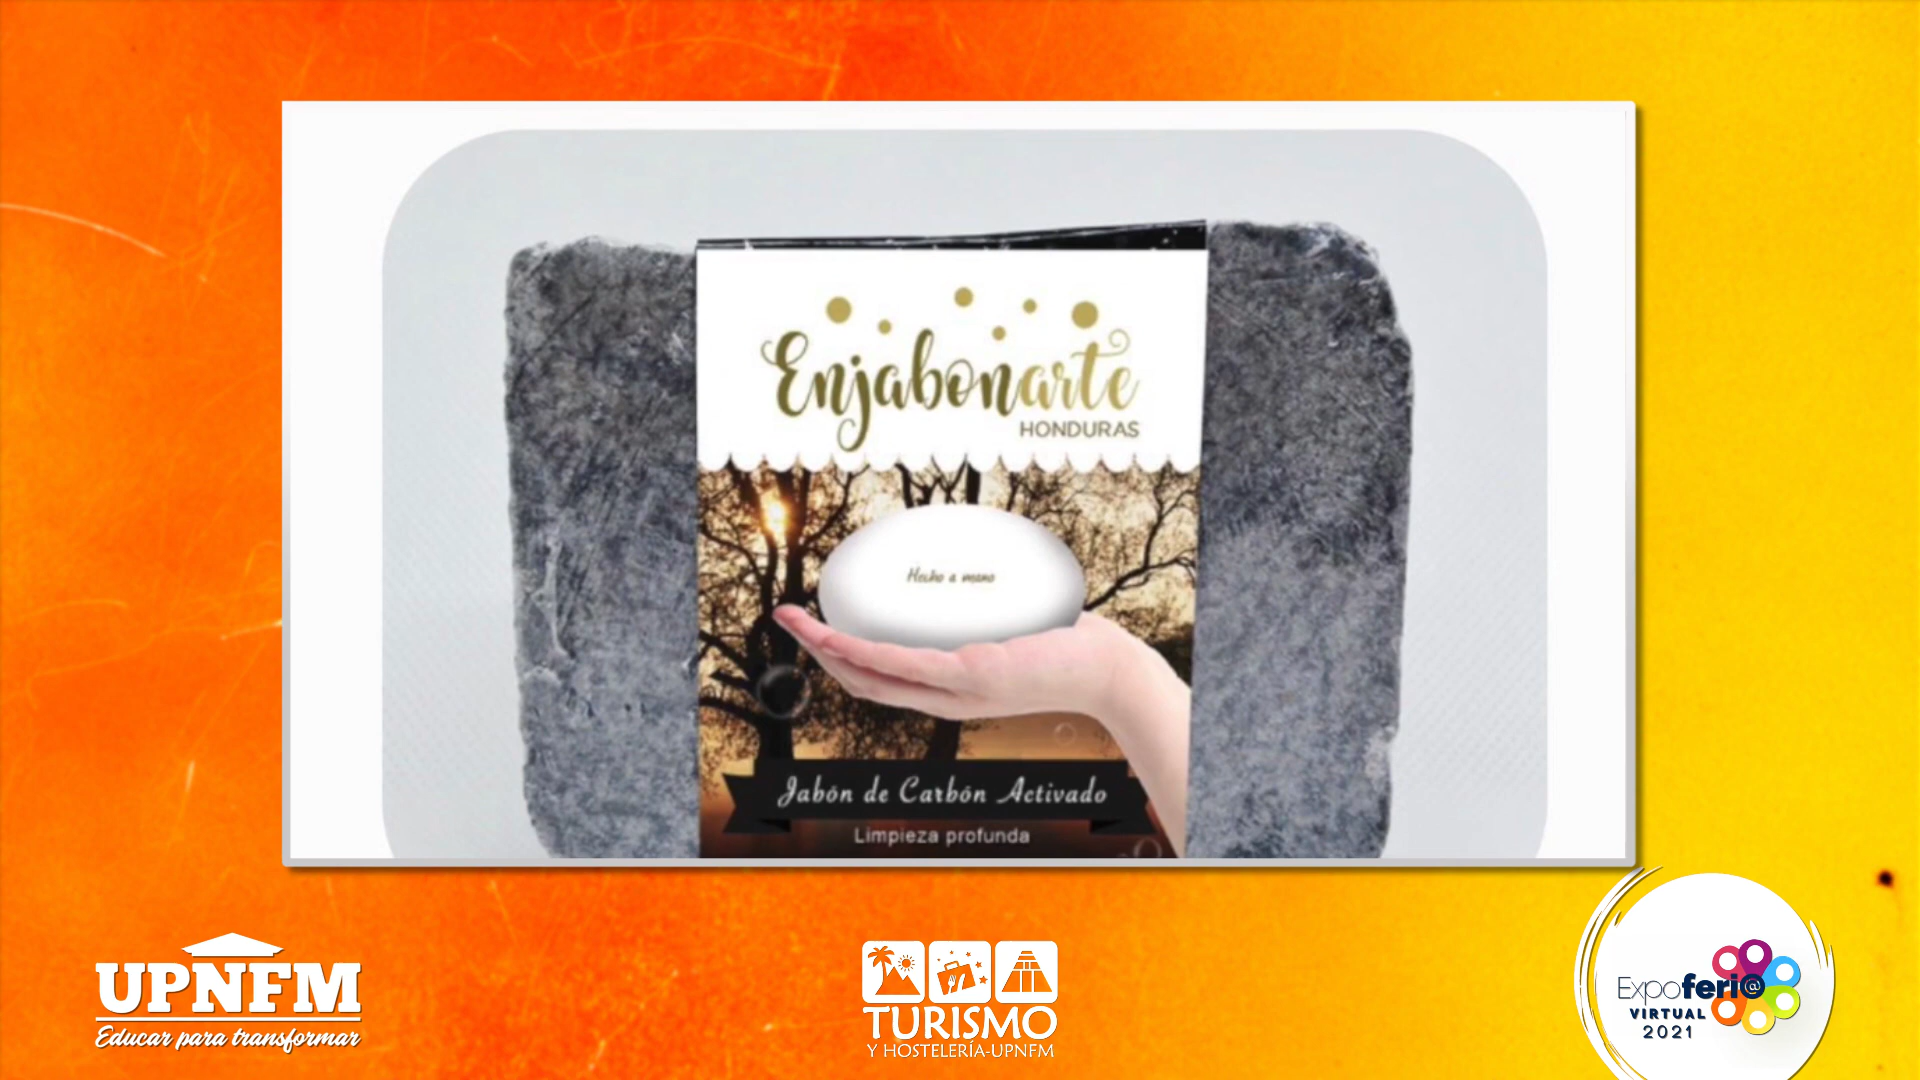 Enjabonarte
HONDURAS
Hecho a mano
Jabón de Carbón Activado
Limpieza profunda
UPNFM
Educar para transformar
TURISMO
Y HOSTELERÍA-UPNFM
Expoferi@
VIRTUAL
2021